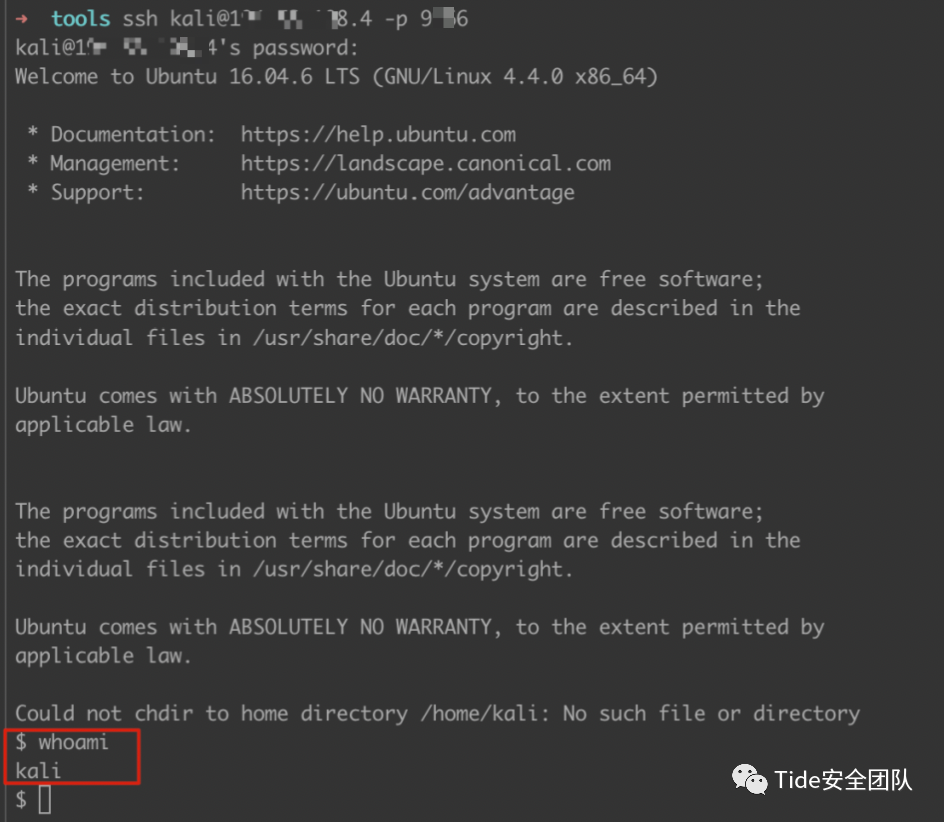 → tools ssh kali@1 8.4 -p 9 6
kali@1 4's password:
Welcome to Ubuntu 16.04.6 LTS (GNU/Linux 4.4.0 x86_64)
* Documentation: https://help.ubuntu.com
* Management: https://landscape.canonical.com
* Support: https://ubuntu.com/advantage
The programs included with the Ubuntu system are free software;
the exact distribution terms for each program are described in the
individual files in /usr/share/doc/*/copyright.
Ubuntu comes with ABSOLUTELY NO WARRANTY, to the extent permitted by
applicable law.
The programs included with the Ubuntu system are free software;
the exact distribution terms for each program are described in the
individual files in /usr/share/doc/*/copyright.
Ubuntu comes with ABSOLUTELY NO WARRANTY, to the extent permitted by
applicable law.
Could not chdir to home directory /home/kali: No such file or directory
$ whoami
kali
$
Tide安全团队